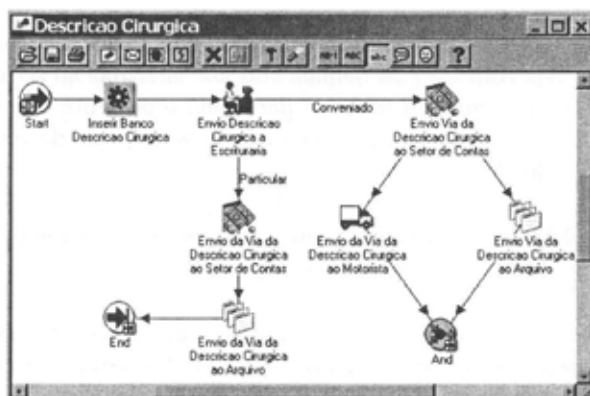 Descricao Cirurgica
Start
Inserir Banco
Descricao Cirurgica
Envio Descricao
Cirurgica a
Escrituraria
Conveniado
Envio Via da
Descricao Cirurgica
ao Setor de Contas
Particular
Envio da Via da
Descricao Cirurgica
ao Setor de Contas
Envio da Via da
Descricao Cirurgica
ao Motorista
Envio Via da
Descricao Cirurgica
ao Arquivo
End
Envio da Via da
Descricao Cirurgica
ao Arquivo
And